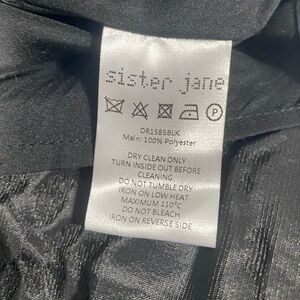 sister jane
P
DR1585BLK
Main: 100% Polyester
DRY CLEAN ONLY
TURN INSIDE OUT BEFORE
CLEANING
DO NOT TUMBLE DRY
IRON ON LOW HEAT
MAXIMUM 110°C
DO NOT BLEACH
IRON ON REVERSE SIDE